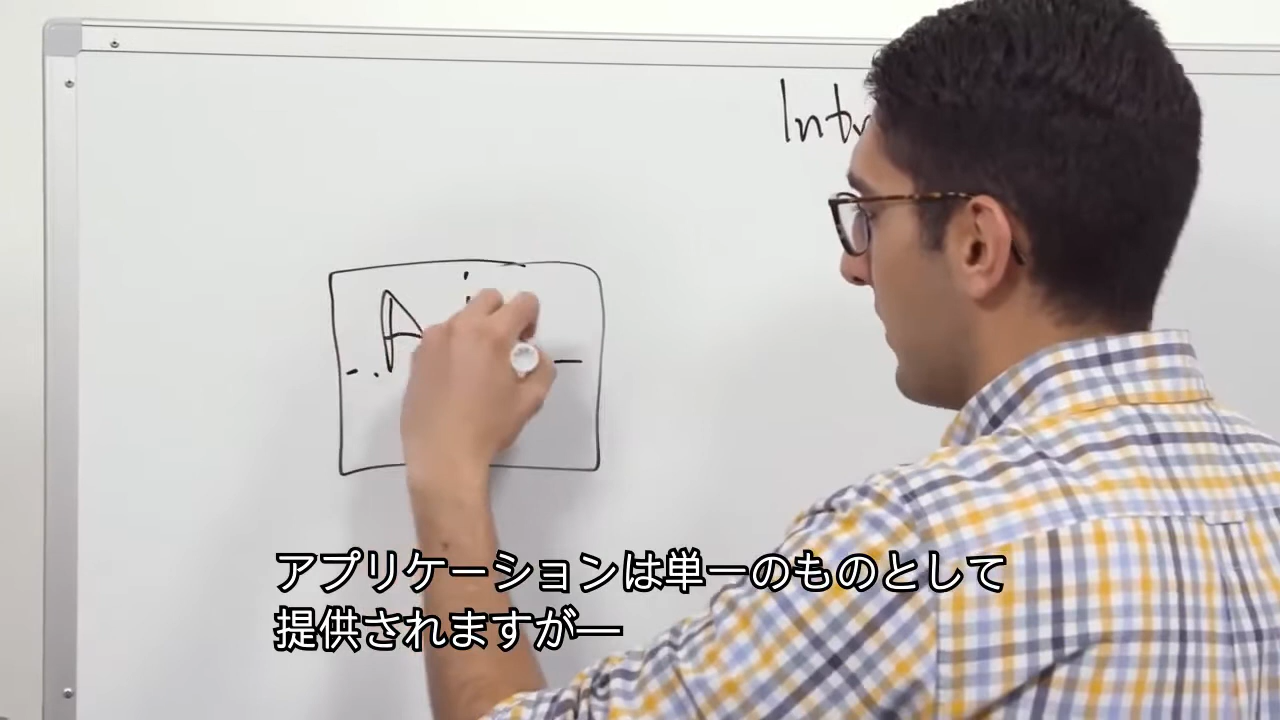 A
アプリケーションは単一のものとして
提供されますが―